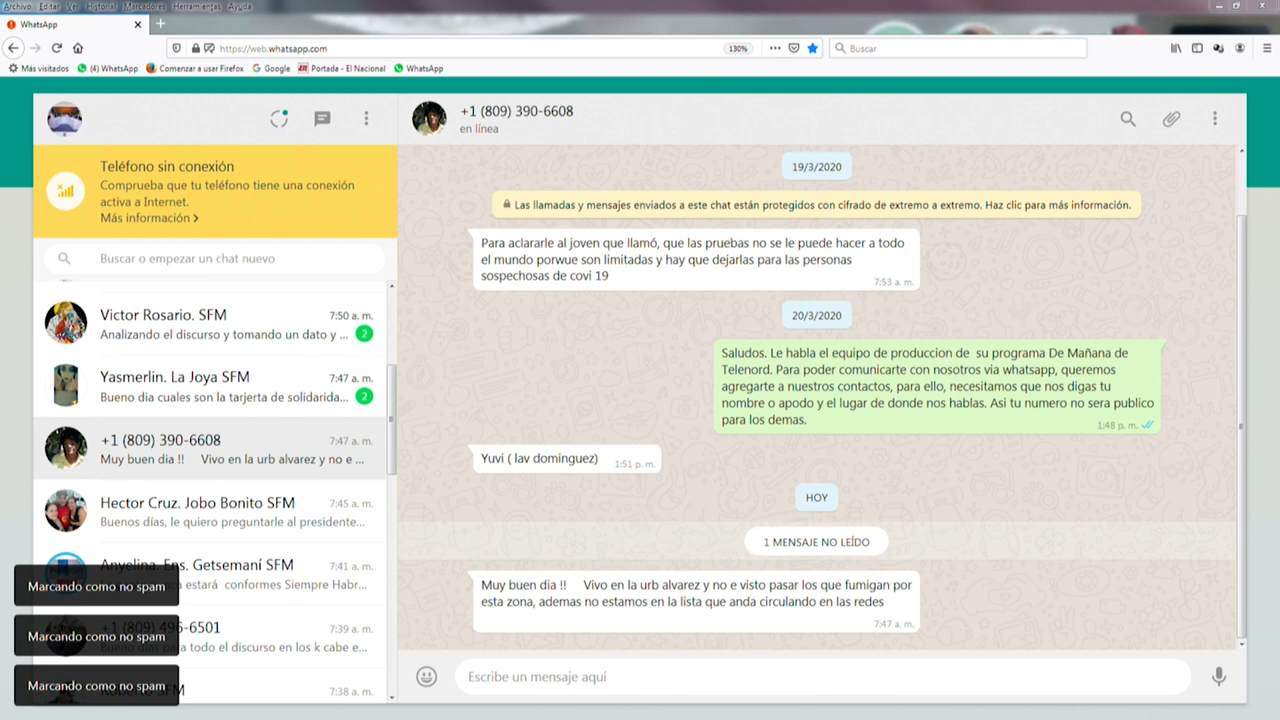 Archivo Editar Ver Historial Marcadores Herramientas Ayuda
WhatsApp
https://web.whatsapp.com
130%
Buscar
Más visitados
(4) WhatsApp
Comenzar a usar Firefox
Google
Portada - El Nacional
WhatsApp
Teléfono sin conexión
Comprueba que tu teléfono tiene una conexión
activa a Internet.
Más información
Buscar o empezar un chat nuevo
Victor Rosario. SFM
7:50 a. m.
Analizando el discurso y tomando un dato y ...
2
Yasmerlin. La Joya SFM
7:47 a. m.
Bueno dia cuales son la tarjerta de solidarida...
2
+1 (809) 390-6608
7:47 a. m.
Muy buen dia !! Vivo en la urb alvarez y no e ...
Hector Cruz. Jobo Bonito SFM
7:45 a. m.
Buenos días, le quiero preguntarle al presidente...
Anyelina. Ens. Getsemaní SFM
7:41 a. m.
estará conformes Siempre Habr...
Marcando como no spam
+1 (809) 496-6501
7:39 a. m.
Buenos días para todo el discurso en los k cabe e...
Marcando como no spam
SFM
7:38 a. m.
Marcando como no spam
+1 (809) 390-6608
en línea
19/3/2020
Las llamadas y mensajes enviados a este chat están protegidos con cifrado de extremo a extremo. Haz clic para más información.
Para aclararle al joven que llamó, que las pruebas no se le puede hacer a todo
el mundo porwue son limitadas y hay que dejarlas para las personas
sospechosas de covi 19
7:53 a. m.
20/3/2020
Saludos. Le habla el equipo de produccion de su programa De Mañana de
Telenord. Para poder comunicarte con nosotros via whatsapp, queremos
agregarte a nuestros contactos, para ello, necesitamos que nos digas tu
nombre o apodo y el lugar de donde nos hablas. Asi tu numero no sera publico
para los demas.
1:48 p. m.
Yuvi ( lav dominguez)
1:51 p. m.
HOY
1 MENSAJE NO LEÍDO
Muy buen dia !! Vivo en la urb alvarez y no e visto pasar los que fumigan por
esta zona, ademas no estamos en la lista que anda circulando en las redes
7:47 a. m.
Escribe un mensaje aquí